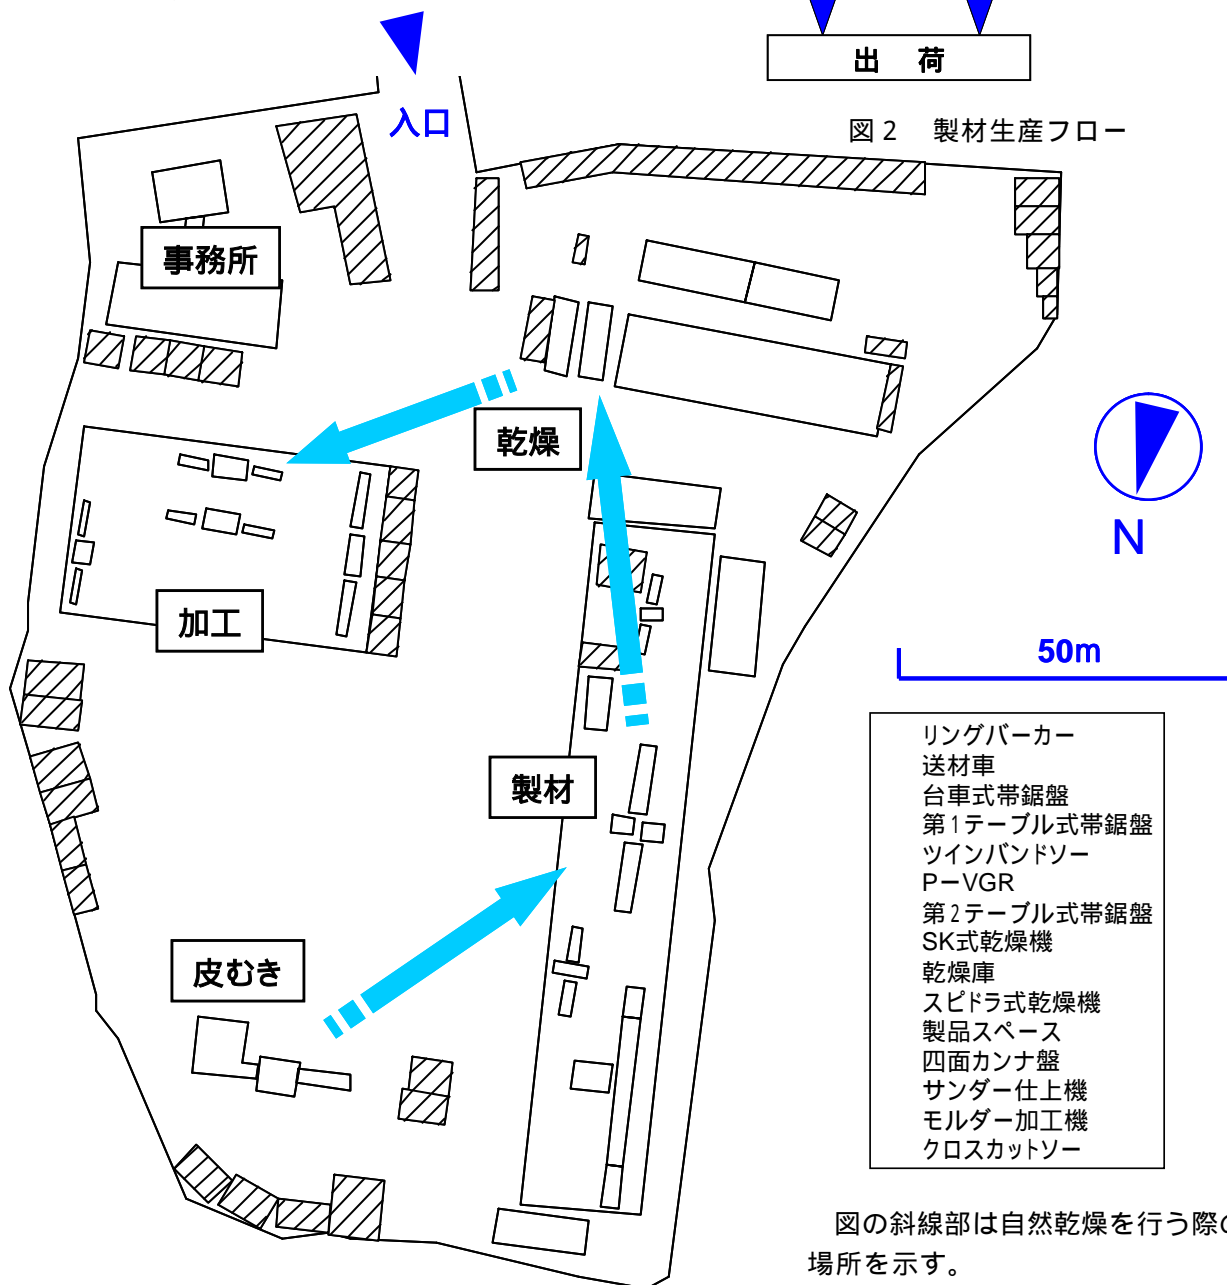 出 荷
図2 製材生産フロー
入口
事務所
乾燥
加工
製材
皮むき
N
50m
リングバーカー
送材車
台車式帯鋸盤
第1テーブル式帯鋸盤
ツインバンドソー
P-VGR
第2テーブル式帯鋸盤
SK式乾燥機
乾燥庫
スピドラ式乾燥機
製品スペース
四面カンナ盤
サンダー仕上機
モルダー加工機
クロスカットソー
図の斜線部は自然乾燥を行う際の
場所を示す。